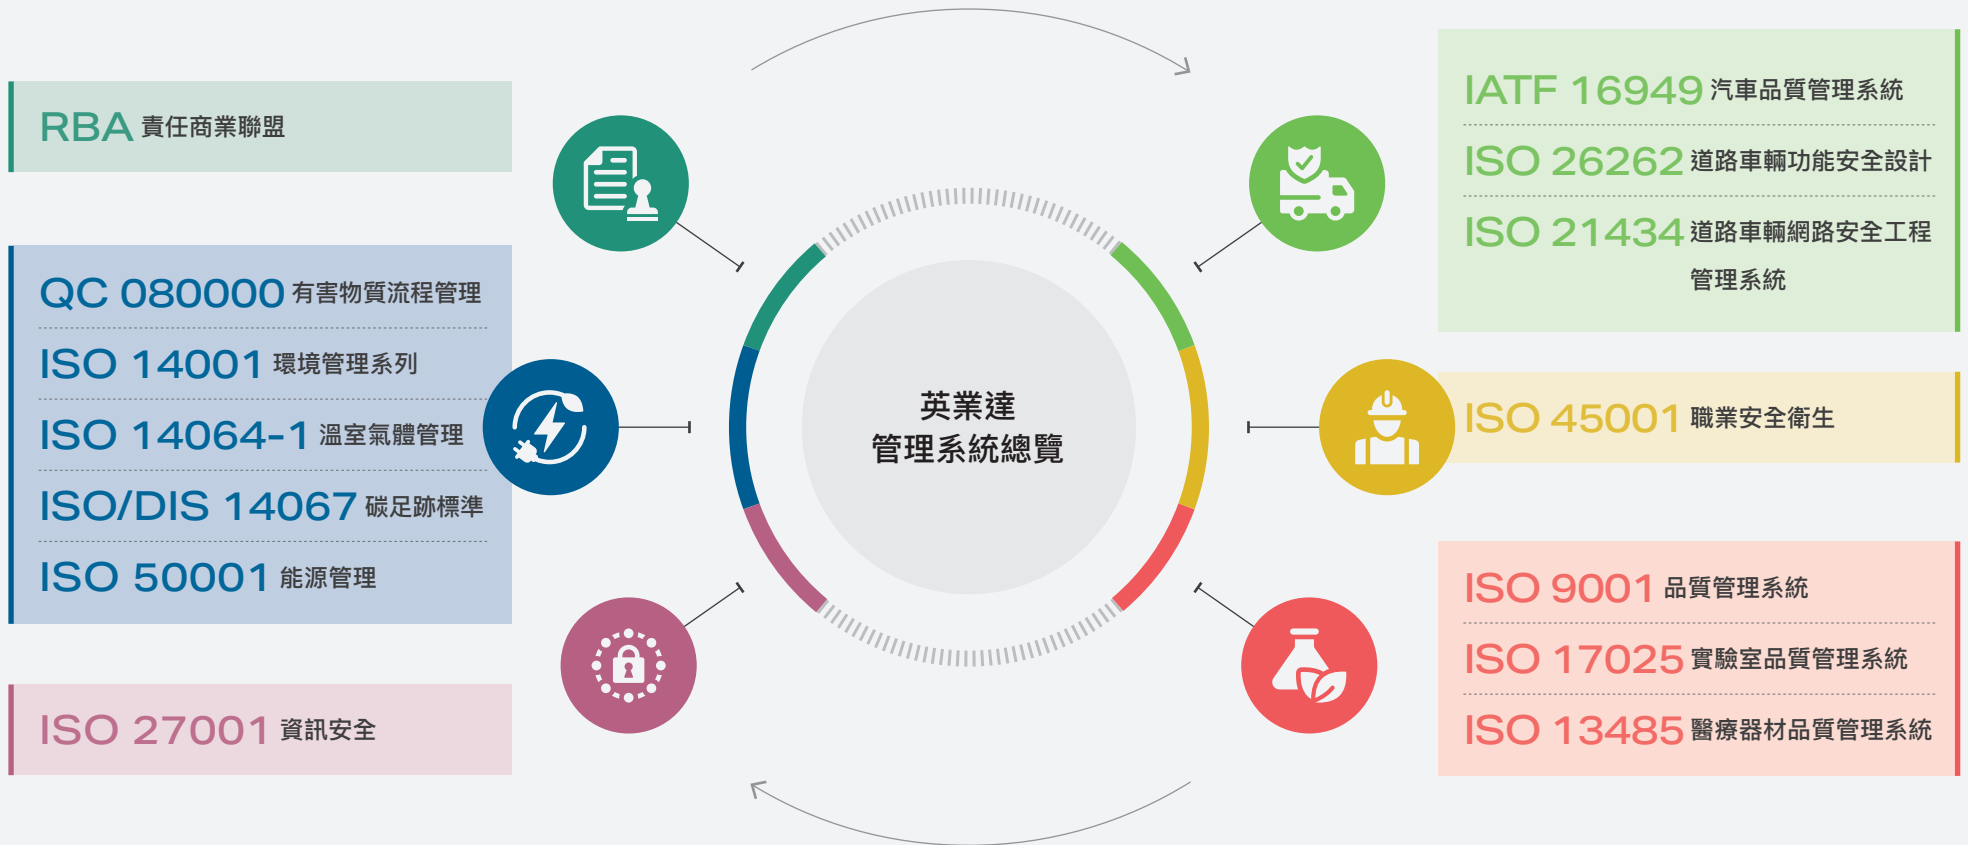 RBA 責任商業聯盟
QC 080000 有害物質流程管理
ISO 14001 環境管理系列
ISO 14064-1 溫室氣體管理
ISO/DIS 14067 碳足跡標準
ISO 50001 能源管理
ISO 27001 資訊安全
英業達
管理系統總覽
IATF 16949 汽車品質管理系統
ISO 26262 道路車輛功能安全設計
ISO 21434 道路車輛網路安全工程
管理系統
ISO 45001 職業安全衛生
ISO 9001 品質管理系統
ISO 17025 實驗室品質管理系統
ISO 13485 醫療器材品質管理系統